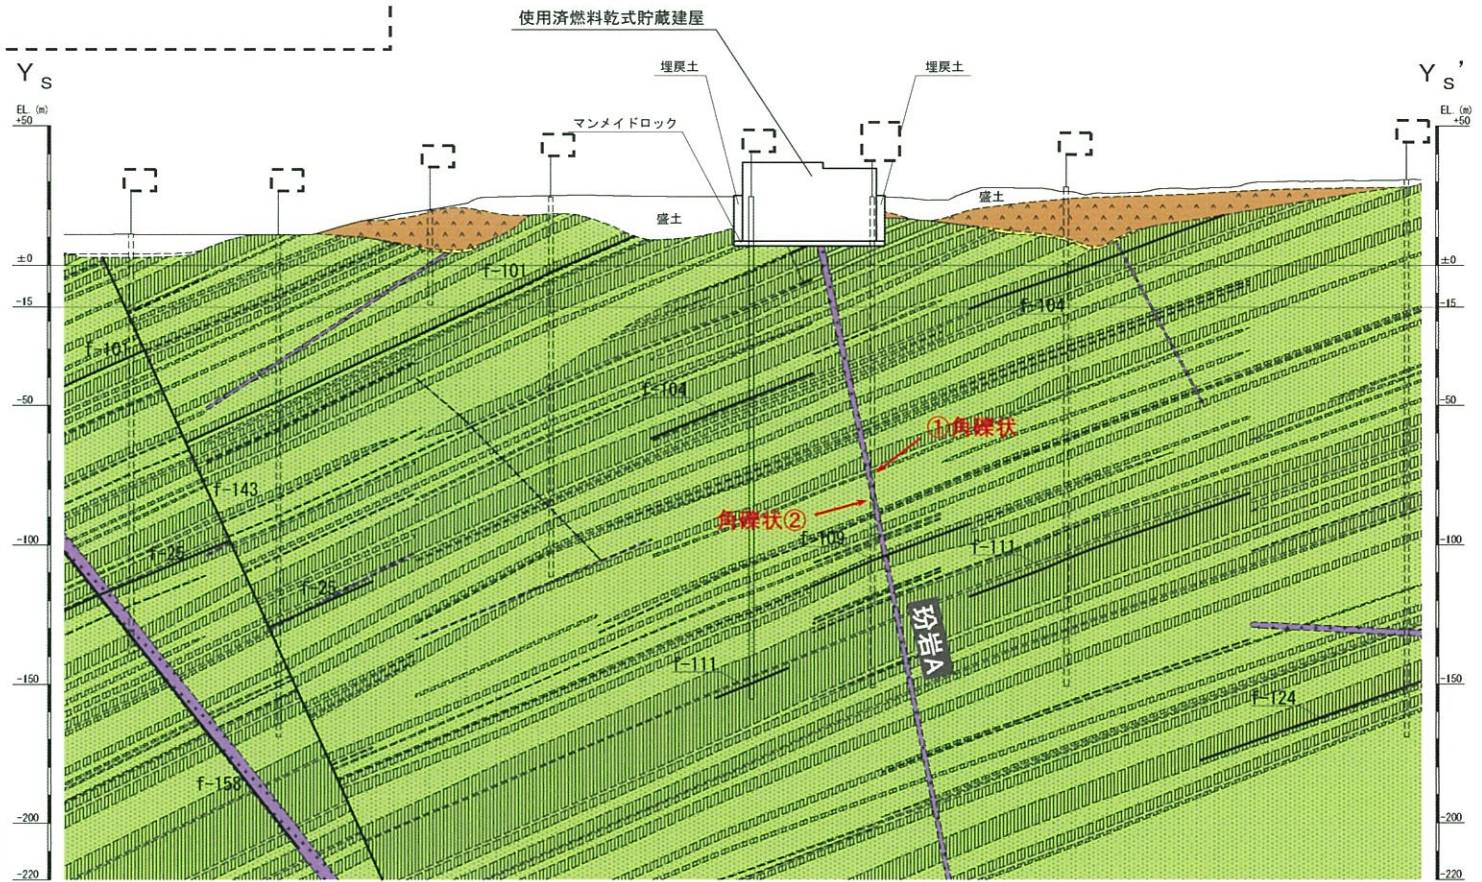 使用済燃料乾式貯蔵建屋
Ys
Ys'
埋戻土
埋戻土
EL.(m)
+50
EL.(m)
+50
マンメイドロック
盛土
盛土
±0
±0
f-101
-15
-15
f-104
f-101
f-104
-50
-50
①角礫状
f-143
角礫状②
f-109
-100
f-25
f-111
-100
f-25
玢岩A
f-111
-150
-150
f-124
f-158
-200
-200
-220
-220